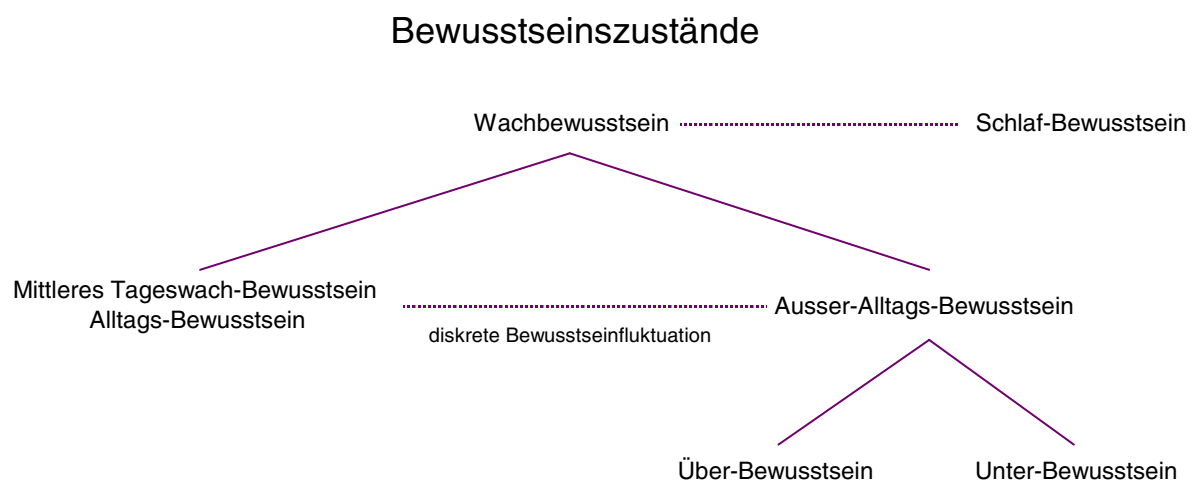 Bewusstseinszustände
Wachbewusstsein
Schlaf-Bewusstsein
Mittleres Tageswach-Bewusstsein
Alltags-Bewusstsein
diskrete Bewusstseinfluktuation
Ausser-Alltags-Bewusstsein
Über-Bewusstsein
Unter-Bewusstsein